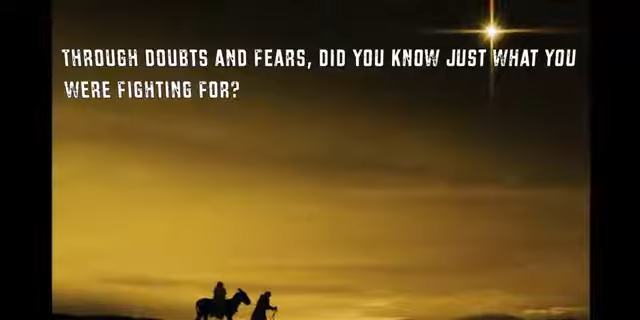 THROUGH DOUBTS AND FEARS, DID YOU KNOW JUST WHAT YOU
WERE FIGHTING FOR?